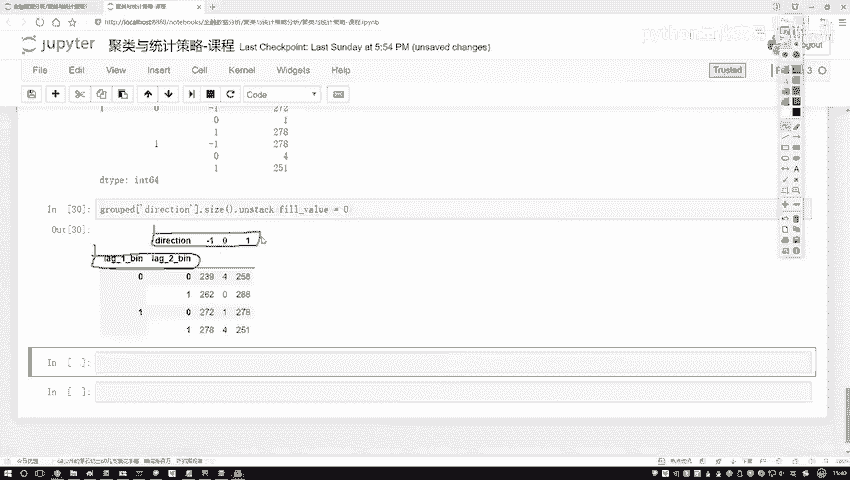 聚类与统计策略-课程
http://localhost:8888/notebooks/
jupyter 聚类与统计策略-课程 Last Checkpoint: Last Sunday at 5:54 PM (unsaved changes)
File Edit View Insert Cell Kernel Widgets Help
Trusted
Code
1 0 -1 272
0 1
1 278
1 -1 278
0 4
1 251
dtype: int64
In [30]: grouped['direction'].size().unstack fill_value = 0
Out[30]:
direction -1 0 1
lag_1_bin lag_2_bin
0 0 239 4 258
1 262 0 286
1 0 272 1 278
1 278 4 251
In [ ]:
In [ ]: